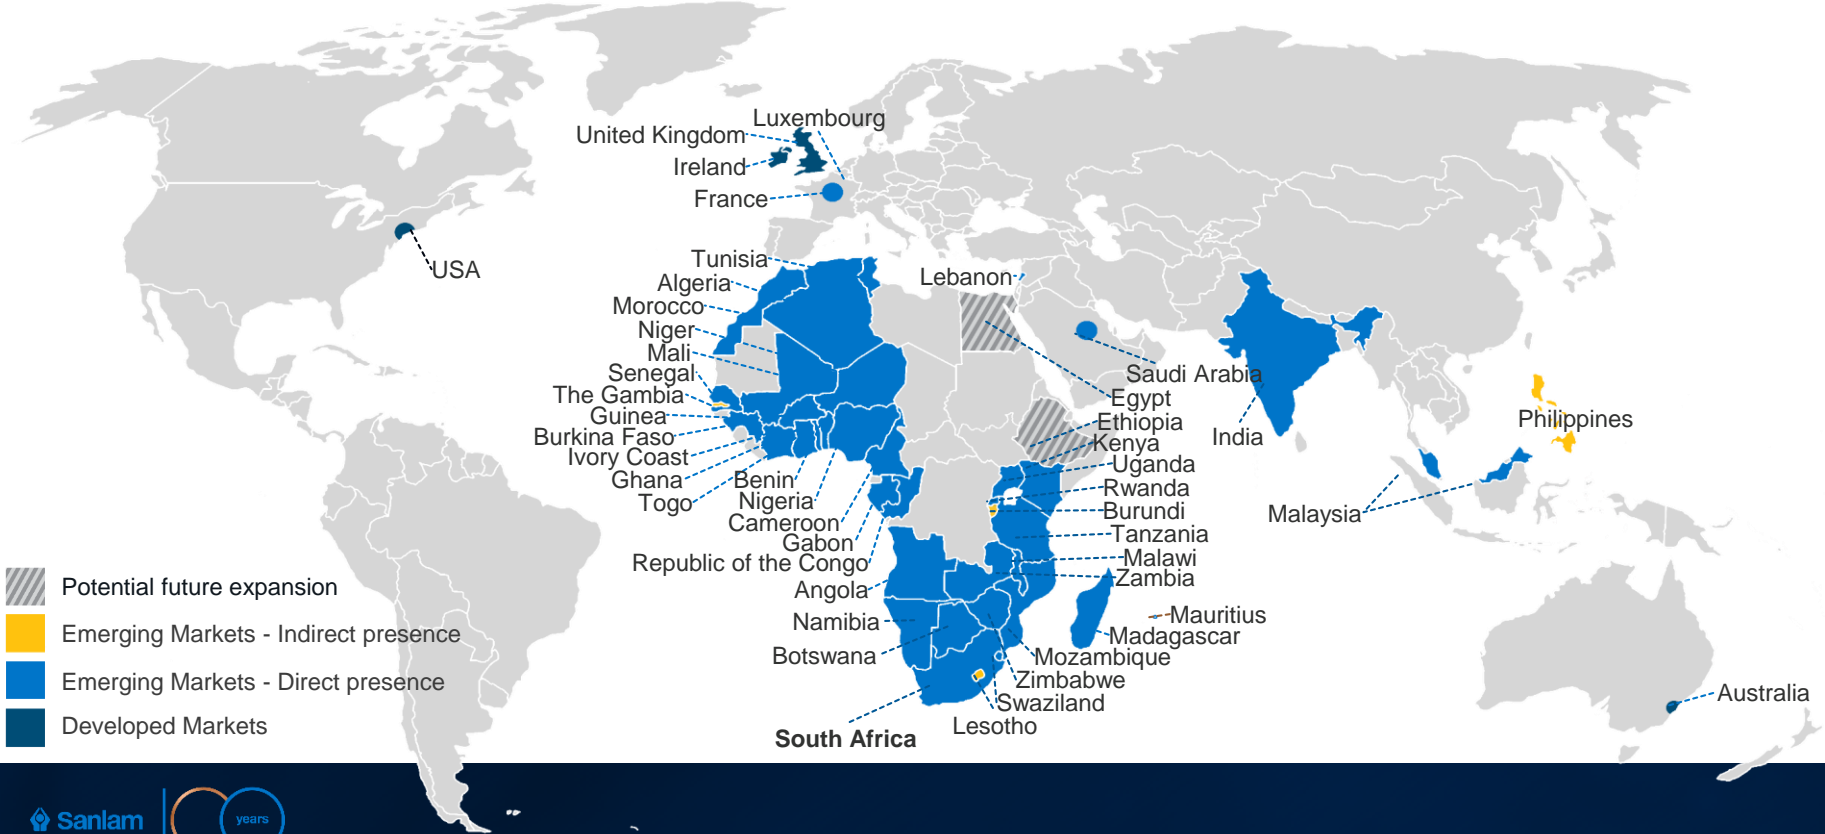 Luxembourg
United Kingdom
Ireland
France
USA
Tunisia
Algeria
Morocco
Niger
Mali
Senegal
The Gambia
Guinea
Burkina Faso
Ivory Coast
Ghana
Togo
Benin
Nigeria
Cameroon
Gabon
Republic of the Congo
Angola
Namibia
Botswana
South Africa
Lebanon
Saudi Arabia
Egypt
Ethiopia
Kenya
Uganda
Rwanda
Burundi
Tanzania
Malawi
Zambia
Mauritius
Madagascar
Mozambique
Zimbabwe
Swaziland
Lesotho
India
Philippines
Malaysia
Australia
Potential future expansion
Emerging Markets - Indirect presence
Emerging Markets - Direct presence
Developed Markets
Sanlam
years